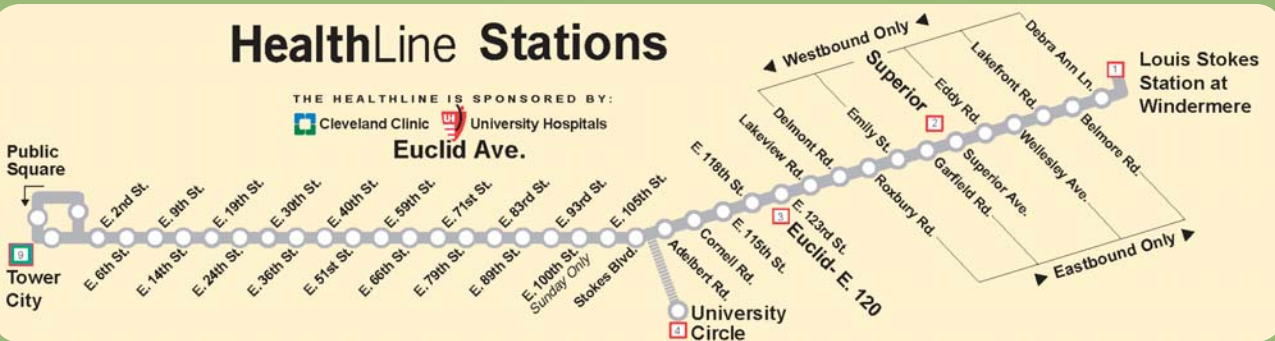 HealthLine Stations
THE HEALTHLINE IS SPONSORED BY:
Cleveland Clinic
UH
University Hospitals
Euclid Ave.
Public
Square
9
Tower
City
E. 2nd St.
E. 6th St.
E. 9th St.
E. 14th St.
E. 19th St.
E. 24th St.
E. 30th St.
E. 36th St.
E. 40th St.
E. 51st St.
E. 59th St.
E. 66th St.
E. 71st St.
E. 79th St.
E. 83rd St.
E. 89th St.
E. 93rd St.
E. 100th St.
Sunday Only
E. 105th St.
Stokes Blvd.
4
University
Circle
Adelbert Rd.
Cornell Rd.
E. 115th St.
E. 118th St.
3
Euclid- E. 120
E. 123rd St.
Lakeview Rd.
Delmont Rd.
Roxbury Rd.
Emily St.
Garfield Rd.
Superior
2
Superior Ave.
Eddy Rd.
Wellesley Ave.
Lakefront Rd.
Belmore Rd.
Debra Ann Ln.
Westbound Only
Eastbound Only
1
Louis Stokes
Station at
Windermere